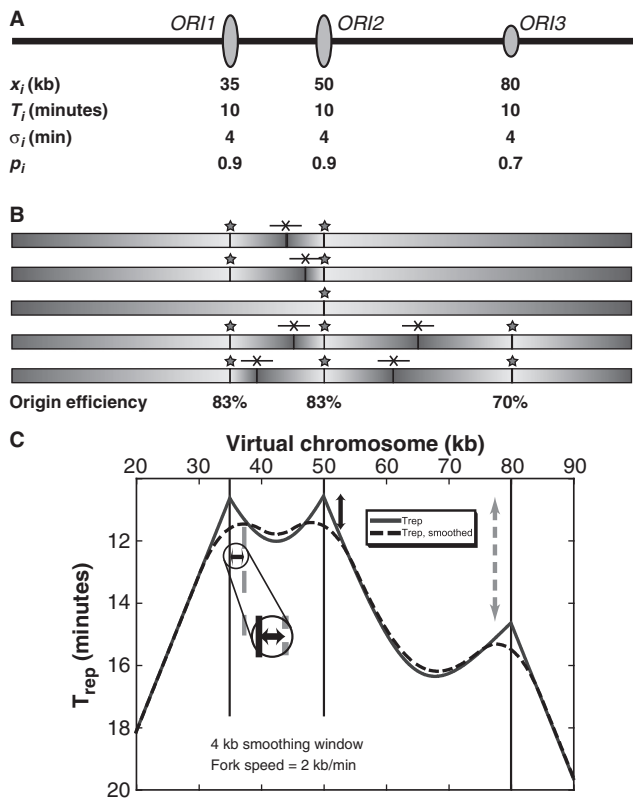 A
ORI1 ORI2 ORI3
xi (kb) 35 50 80
Ti (minutes) 10 10 10
σi (min) 4 4 4
pi 0.9 0.9 0.7
B
Origin efficiency 83% 83% 70%
C
Virtual chromosome (kb)
20 30 40 50 60 70 80 90
Trep
Trep, smoothed
12
14
16
18
20
Trep (minutes)
4 kb smoothing window
Fork speed = 2 kb/min